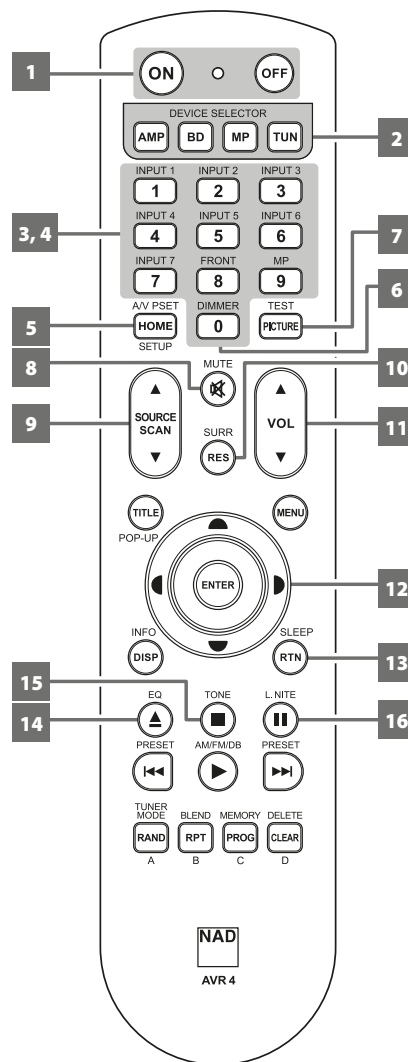 1
ON
OFF
DEVICE SELECTOR
AMP BD MP TUN
2
INPUT 1 INPUT 2 INPUT 3
1 2 3
3, 4
INPUT 4 INPUT 5 INPUT 6
4 5 6
7
INPUT 7 FRONT MP
7 8 9
6
A/V PSET DIMMER TEST
5
HOME 0 PICTURE
SETUP
8
MUTE
10
9
SOURCE
SCAN
VOL
11
SURR
RES
TITLE
MENU
POP-UP
ENTER
12
INFO SLEEP
DISP RTN
13
15
EQ TONE L. NITE
14
16
PRESET AM/FM/DB PRESET
TUNER
MODE BLEND MEMORY DELETE
RAND RPT PROG CLEAR
A B C D
NAD
AVR 4